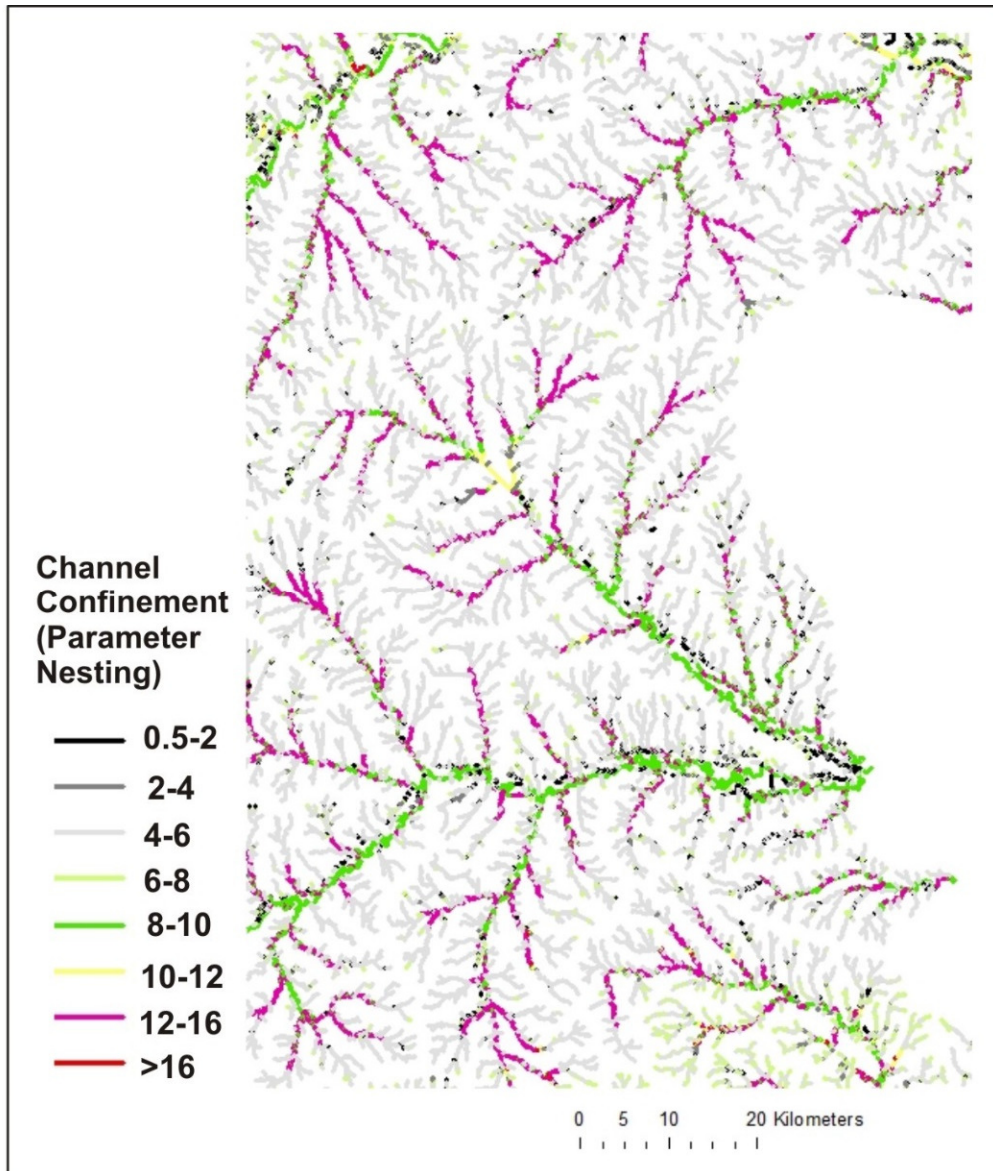 Channel
Confinement
(Parameter
Nesting)
0.5-2
2-4
4-6
6-8
8-10
10-12
12-16
>16
0 5 10 20 Kilometers